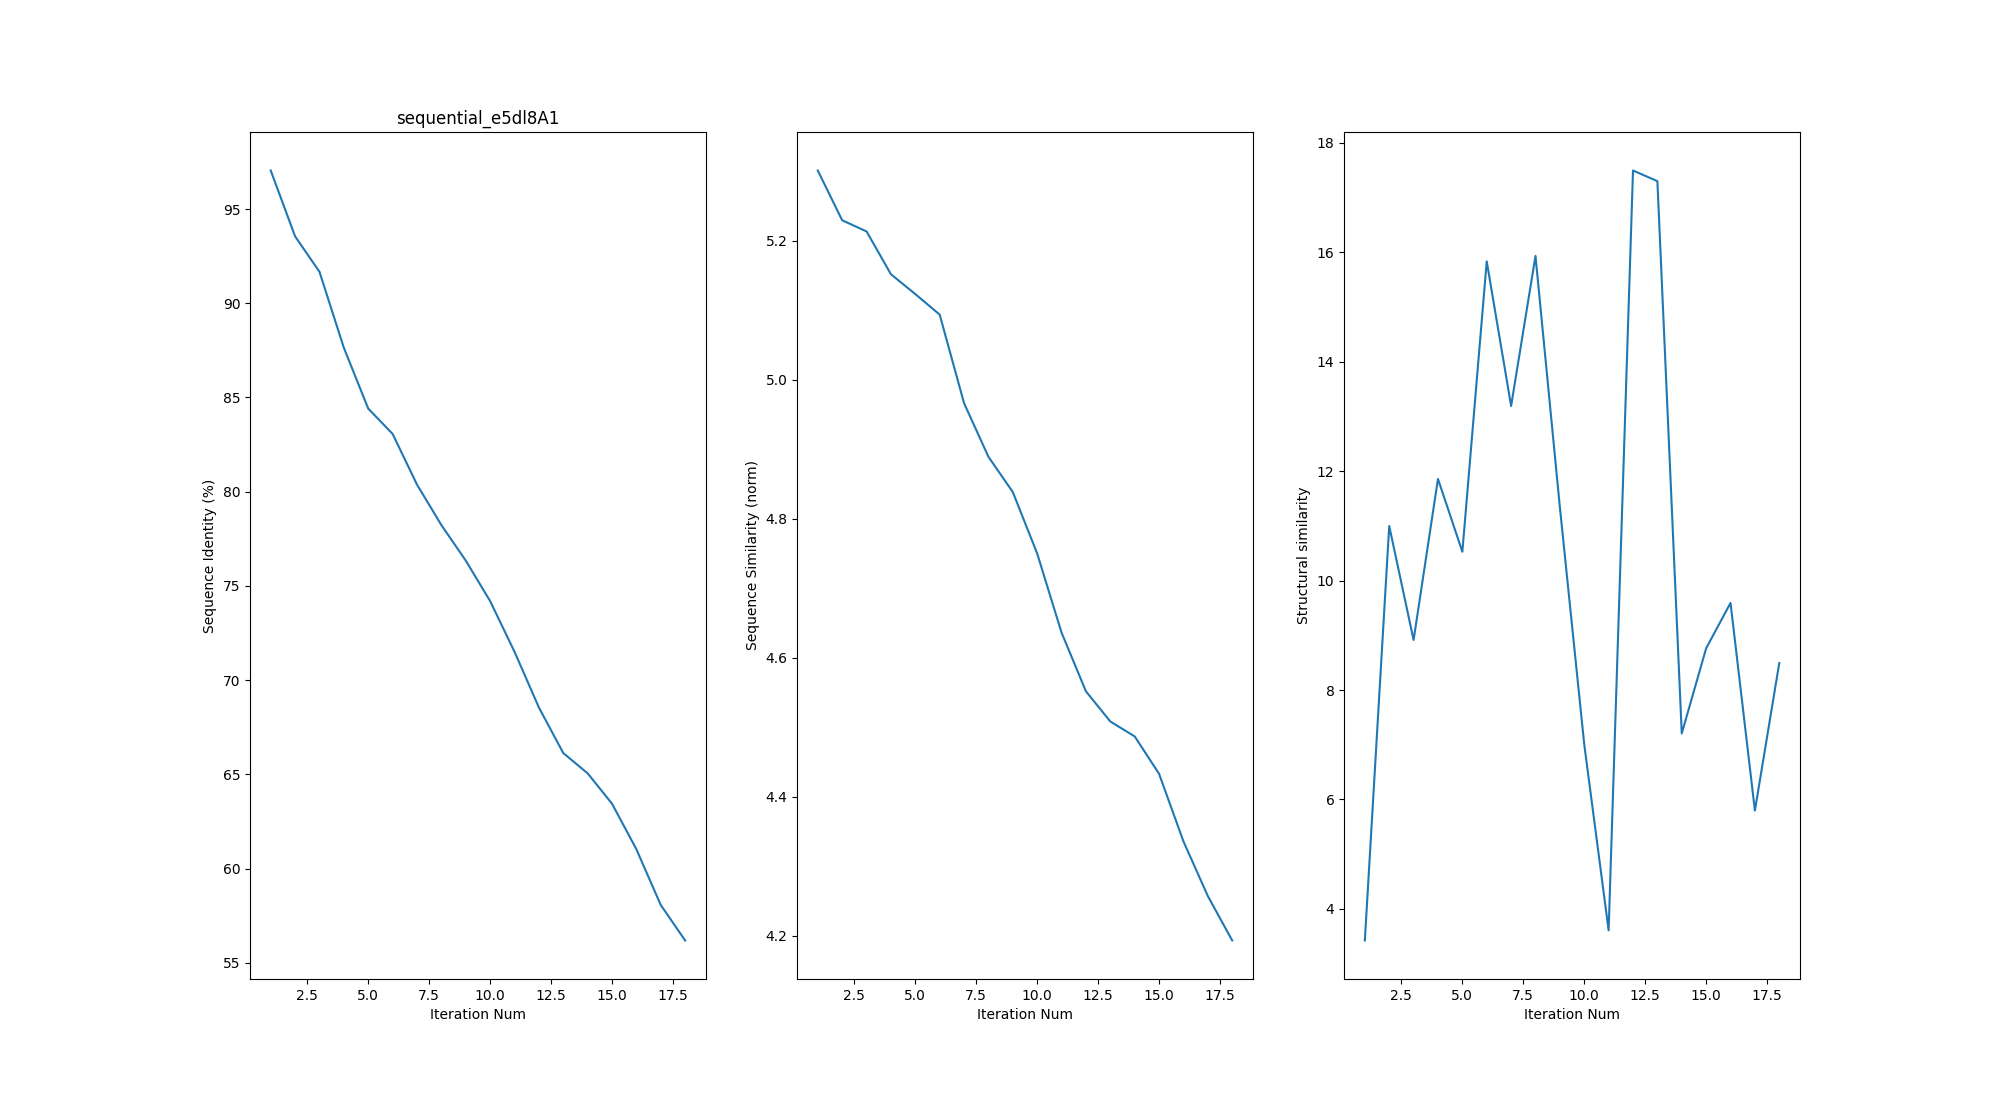 sequential_e5dl8A1
Sequence Identity (%)
95
90
85
80
75
70
65
60
55
2.5 5.0 7.5 10.0 12.5 15.0 17.5
Iteration Num
Sequence Similarity (norm)
5.2
5.0
4.8
4.6
4.4
4.2
2.5 5.0 7.5 10.0 12.5 15.0 17.5
Iteration Num
Structural similarity
18
16
14
12
10
8
6
4
2.5 5.0 7.5 10.0 12.5 15.0 17.5
Iteration Num